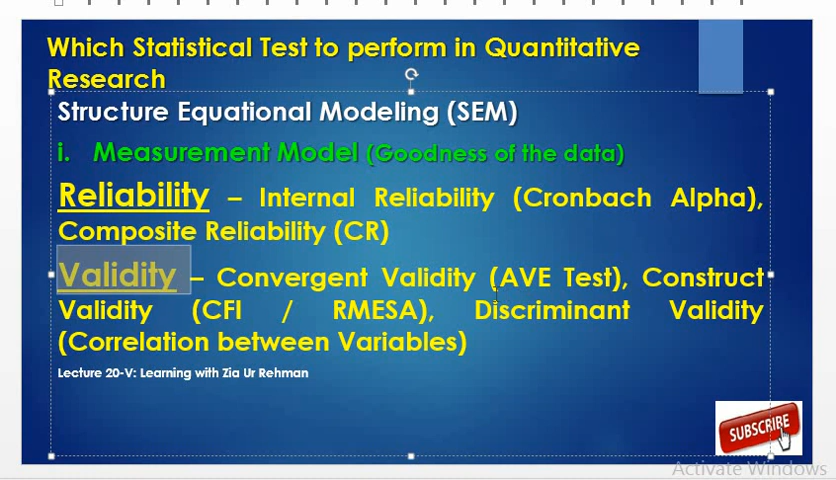 Which Statistical Test to perform in Quantitative
Research
Structure Equational Modeling (SEM)
i. Measurement Model (Goodness of the data)
Reliability – Internal Reliability (Cronbach Alpha),
Composite Reliability (CR)
Validity – Convergent Validity (AVE Test), Construct
Validity (CFI / RMESA), Discriminant Validity
(Correlation between Variables)
Lecture 20-V: Learning with Zia Ur Rehman
SUBSCRIBE
Activate Windows